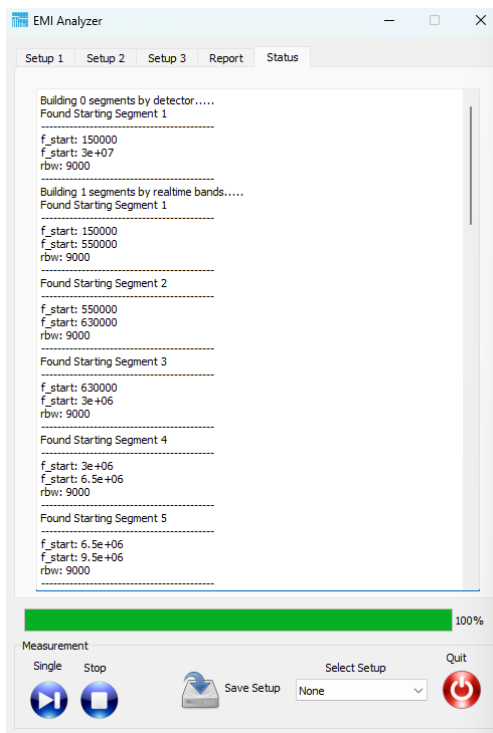 EMI Analyzer
Setup 1 Setup 2 Setup 3 Report Status
Building 0 segments by detector.....
Found Starting Segment 1
-------------------------------------------
f_start: 150000
f_start: 3e+07
rbw: 9000
-------------------------------------------
Building 1 segments by realtime bands.....
Found Starting Segment 1
-------------------------------------------
f_start: 150000
f_start: 550000
rbw: 9000
-------------------------------------------
Found Starting Segment 2
-------------------------------------------
f_start: 550000
f_start: 630000
rbw: 9000
-------------------------------------------
Found Starting Segment 3
-------------------------------------------
f_start: 630000
f_start: 3e+06
rbw: 9000
-------------------------------------------
Found Starting Segment 4
-------------------------------------------
f_start: 3e+06
f_start: 6.5e+06
rbw: 9000
-------------------------------------------
Found Starting Segment 5
-------------------------------------------
f_start: 6.5e+06
f_start: 9.5e+06
rbw: 9000
-------------------------------------------
100%
Measurement
Single Stop Select Setup Quit
Save Setup None